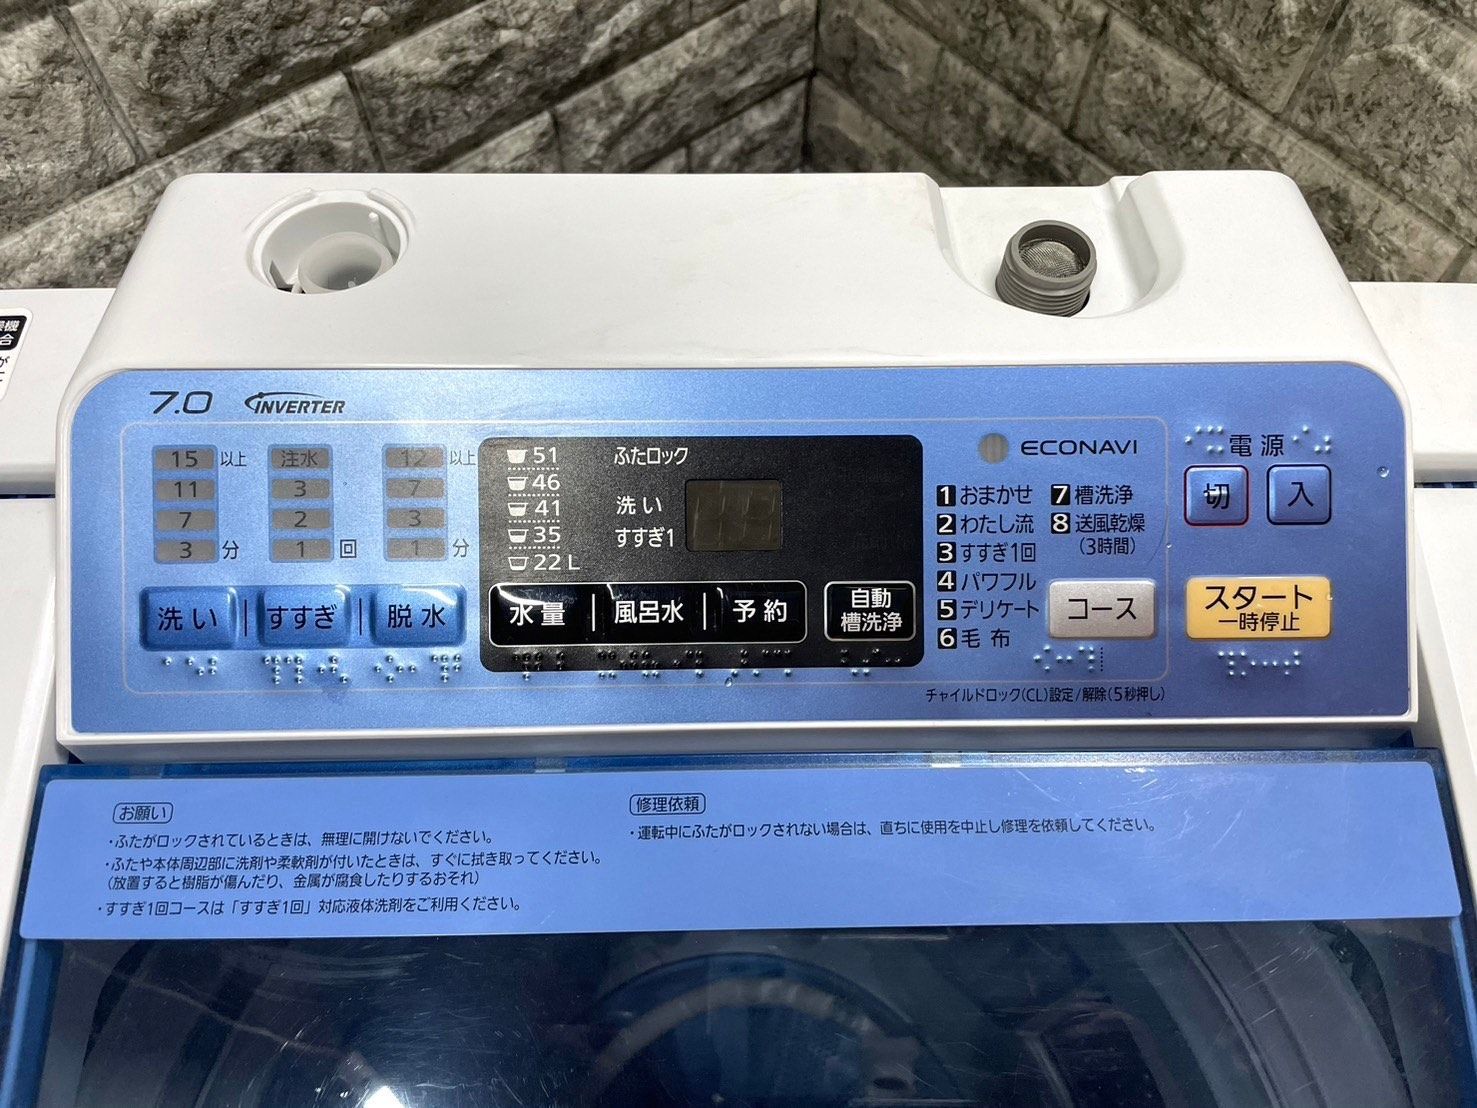 7.0 INVERTER
15 以上 注水 12 以上
11 3 7
7 2 3
3 分 1 回 1 分
洗い すすぎ 脱水
51
46
41
35
22 L
ふたロック
洗い
すすぎ1
水量 風呂水 予約
自動
槽洗浄
ECONAVI
1 おまかせ
2 わたし流
3 すすぎ1回
4 パワフル
5 デリケート
6 毛布
7 槽洗浄
8 送風乾燥
(3時間)
コース
チャイルドロック(CL)設定/解除(5秒押し)
電源
切 入
スタート
一時停止
お願い
・ふたがロックされているときは、無理に開けないでください。
・ふたや本体周辺部に洗剤や柔軟剤が付いたときは、すぐに拭き取ってください。
(放置すると樹脂が傷んだり、金属が腐食したりするおそれ)
・すすぎ1回コースは「すすぎ1回」対応液体洗剤をご利用ください。
修理依頼
・運転中にふたがロックされない場合は、直ちに使用を中止し修理を依頼してください。